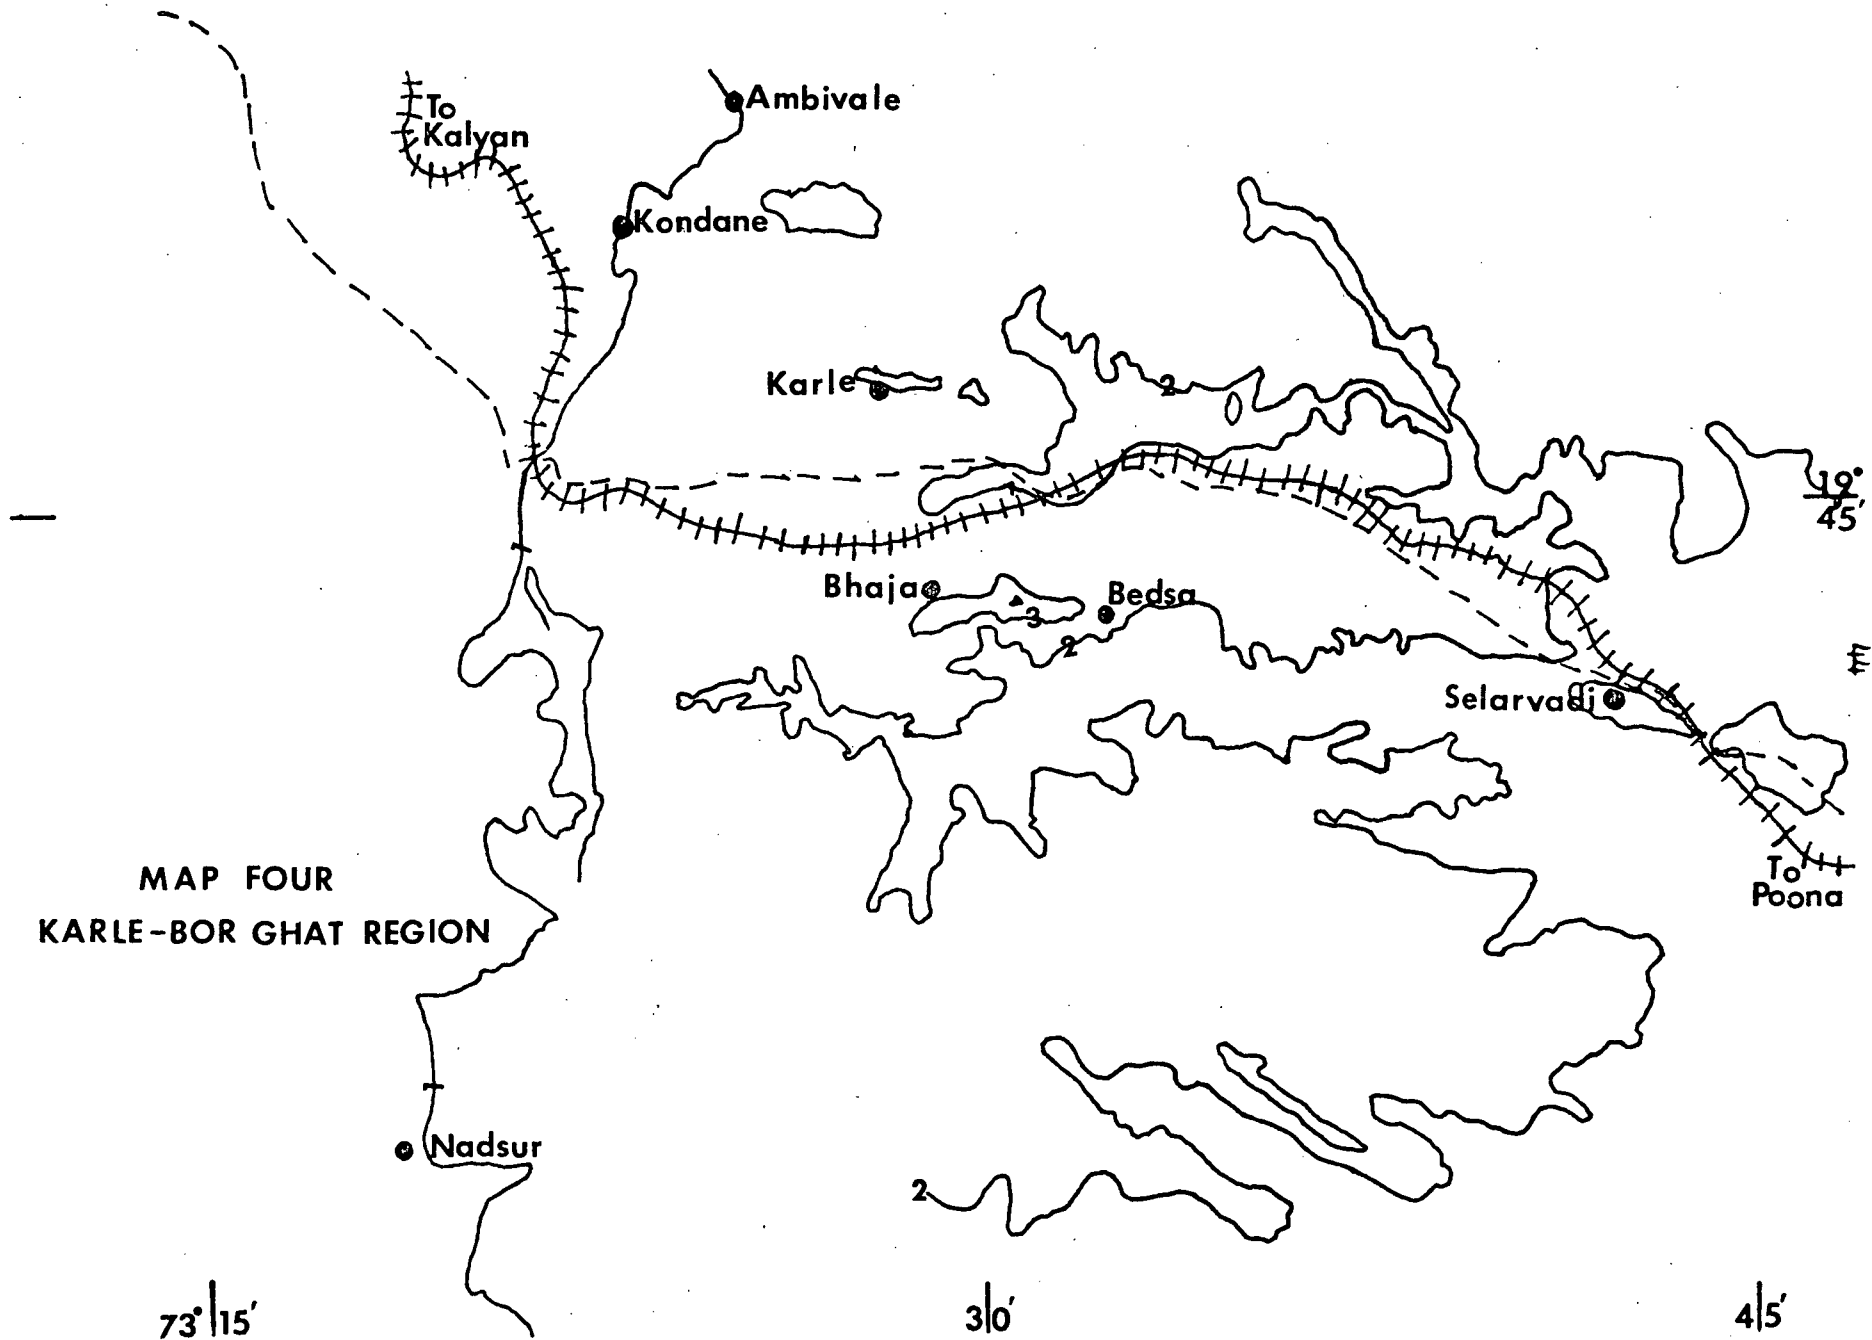 To
Kalyan
Ambivale
Kondane
Karle
2
19°
45'
Bhaja
Bedsa
3
2
Selarvadi
To
Poona
MAP FOUR
KARLE-BOR GHAT REGION
Nadsur
2
73° 15'
30'
45'